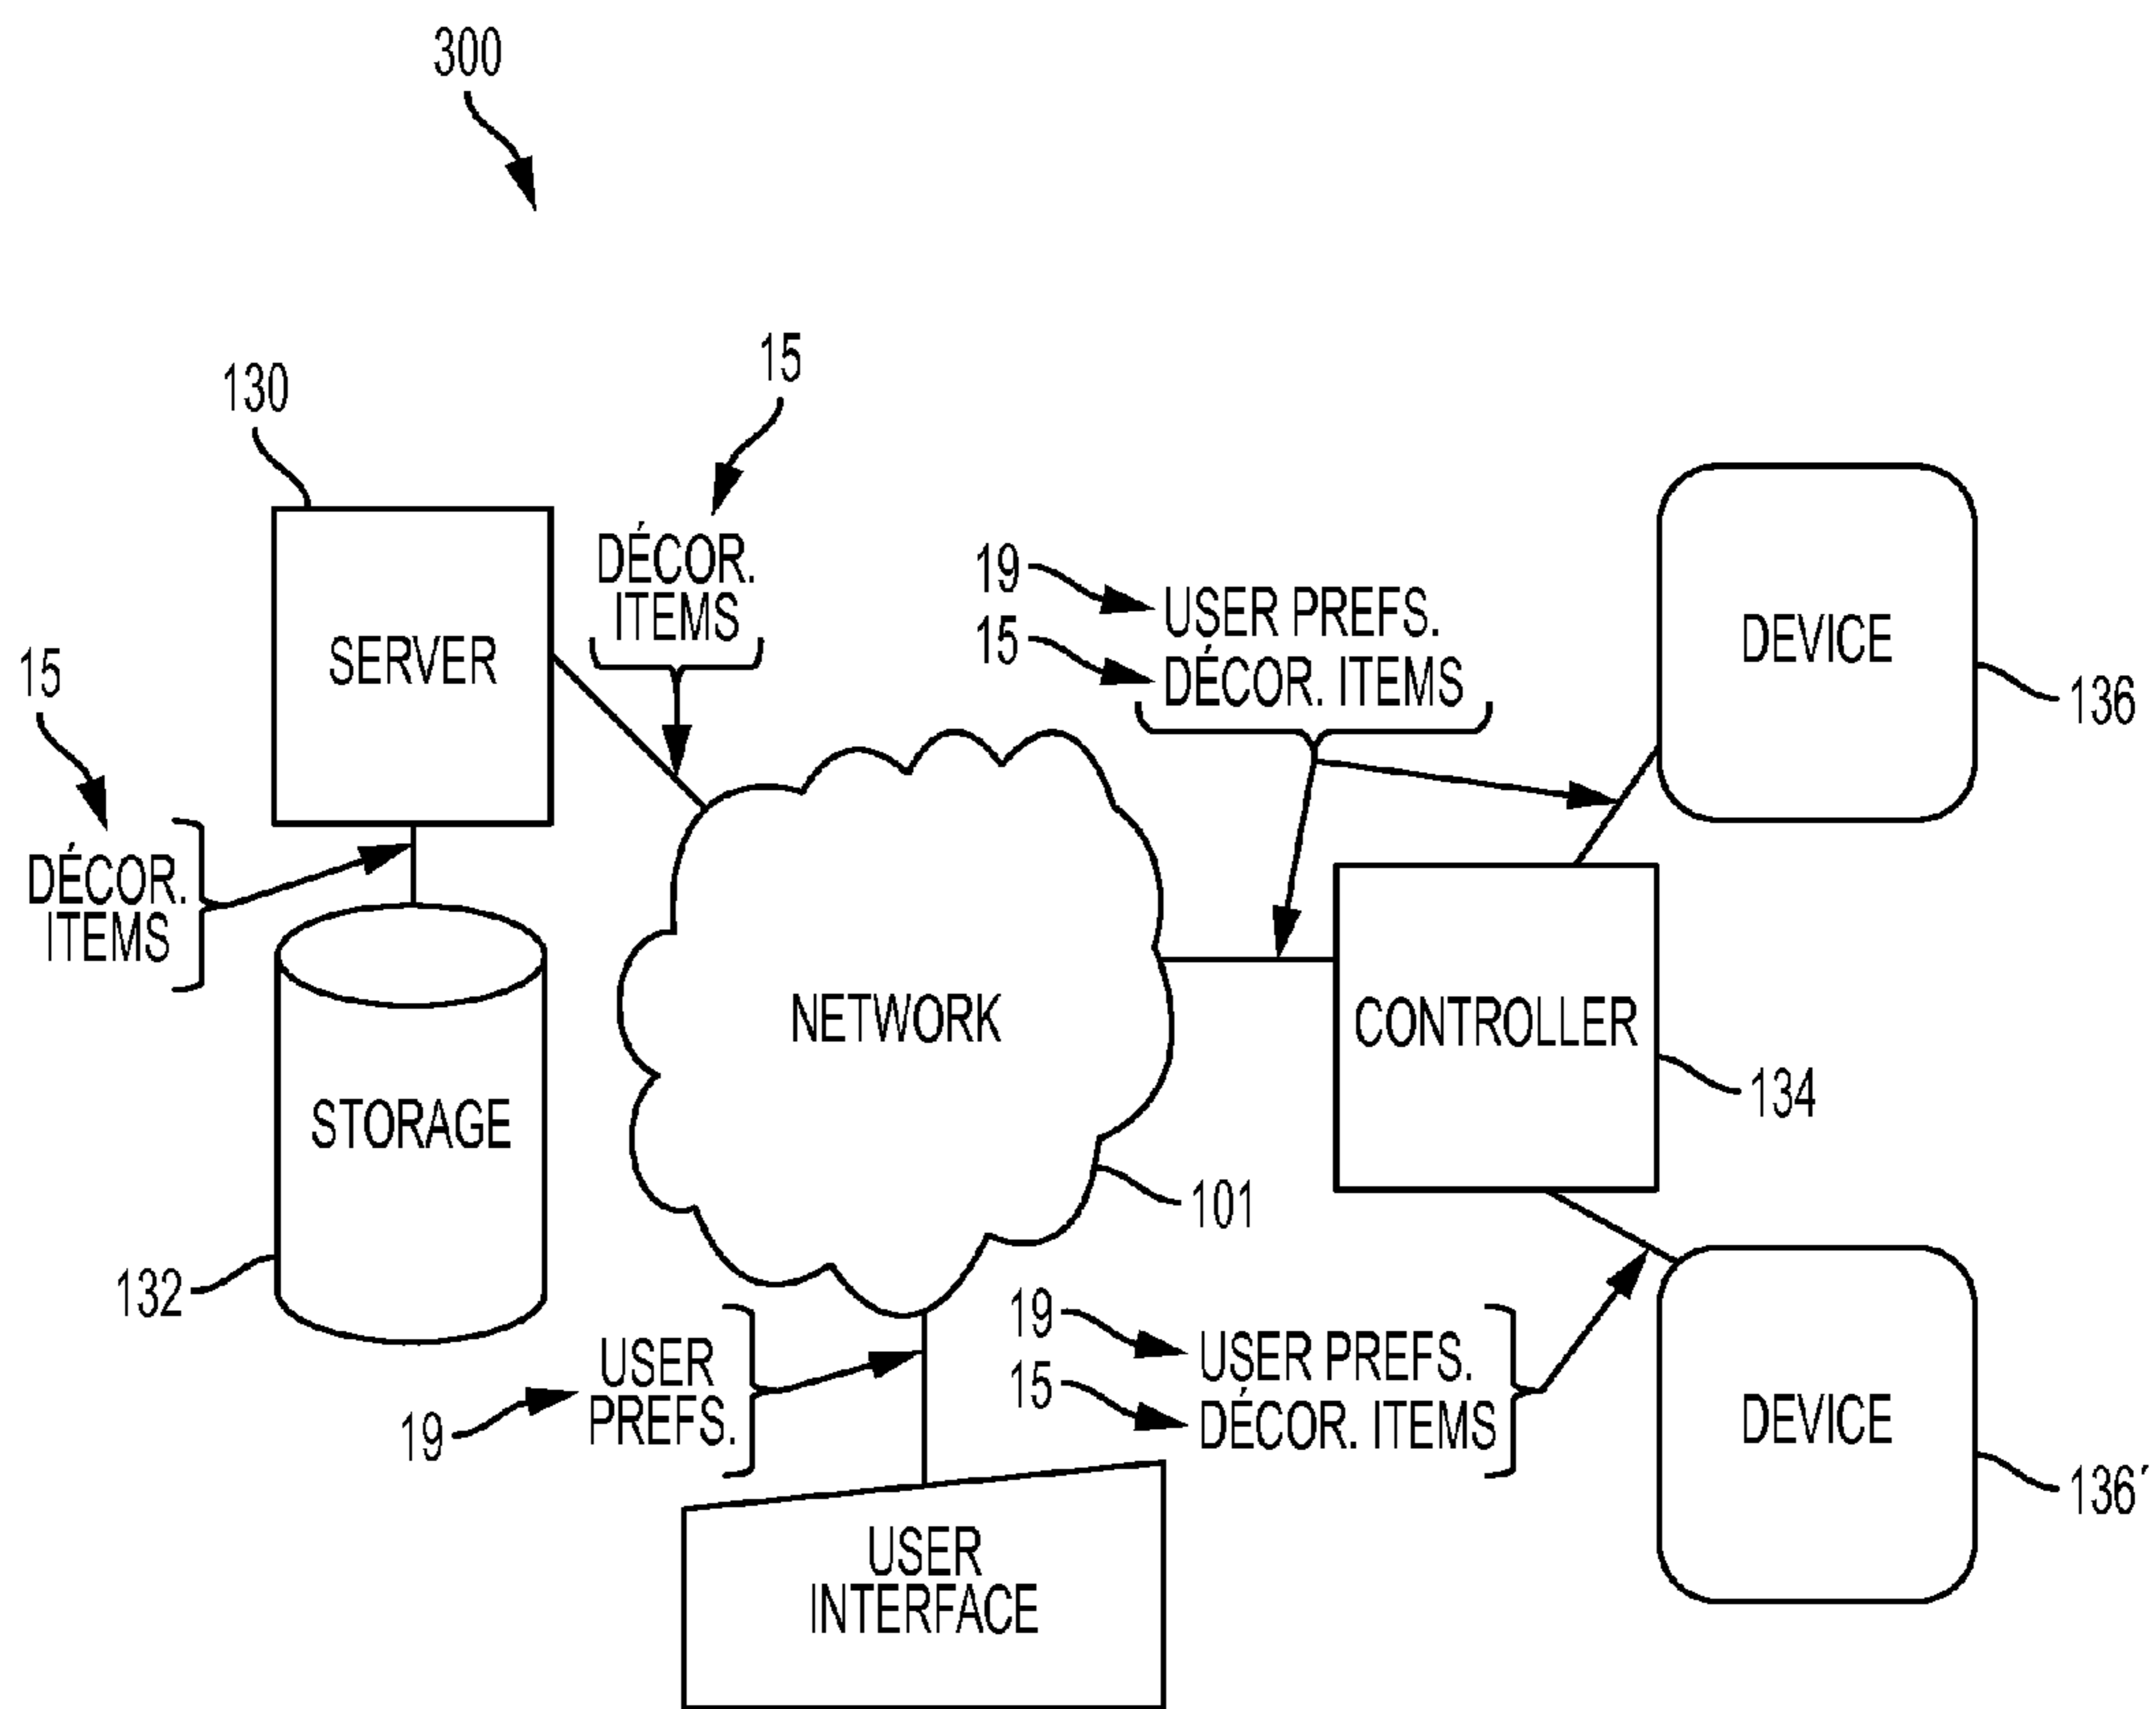 300
15
130
DÉCOR.
ITEMS
SERVER
15
DÉCOR.
ITEMS
19
USER PREFS.
15
DÉCOR. ITEMS
DEVICE
136
NETWORK
CONTROLLER
134
STORAGE
101
132
USER
PREFS.
19
19
USER PREFS.
15
DÉCOR. ITEMS
DEVICE
136´
USER
INTERFACE